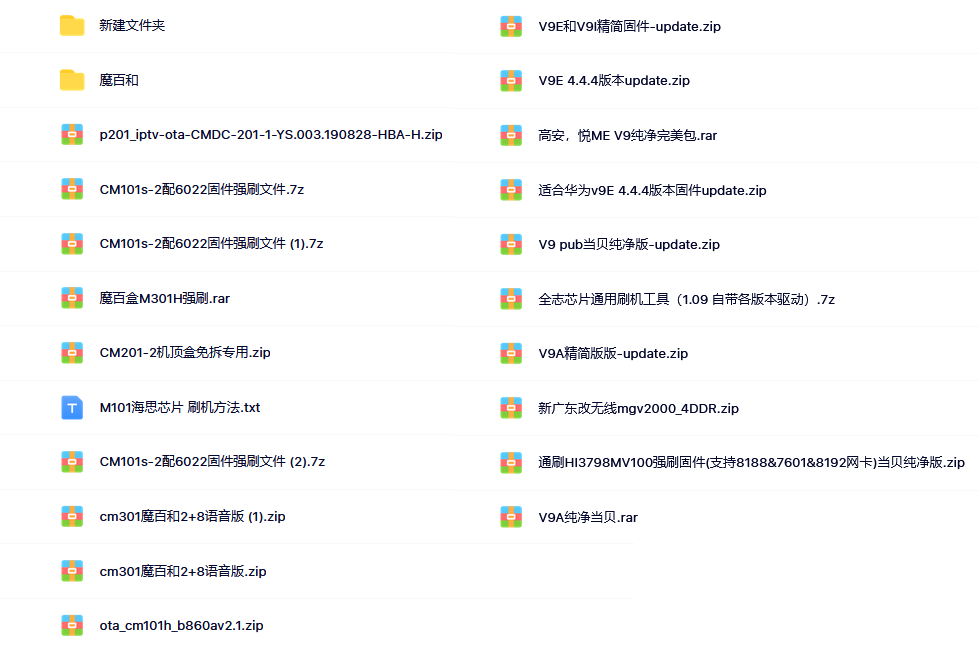 新建文件夹
魔百和
p201_iptv-ota-CMDC-201-1-YS.003.190828-HBA-H.zip
CM101s-2配6022固件强刷文件.7z
CM101s-2配6022固件强刷文件 (1).7z
魔百盒M301H强刷.rar
CM201-2机顶盒免拆专用.zip
T
M101海思芯片 刷机方法.txt
CM101s-2配6022固件强刷文件 (2).7z
cm301魔百和2+8语音版 (1).zip
cm301魔百和2+8语音版.zip
ota_cm101h_b860av2.1.zip
V9E和V9I精简固件-update.zip
V9E 4.4.4版本update.zip
高安，悦ME V9纯净完美包.rar
适合华为v9E 4.4.4版本固件update.zip
V9 pub当贝纯净版-update.zip
全志芯片通用刷机工具（1.09 自带各版本驱动）.7z
V9A精简版版-update.zip
新广东改无线mgv2000_4DDR.zip
通刷HI3798MV100强刷固件(支持8188&7601&8192网卡)当贝纯净版.zip
V9A纯净当贝.rar